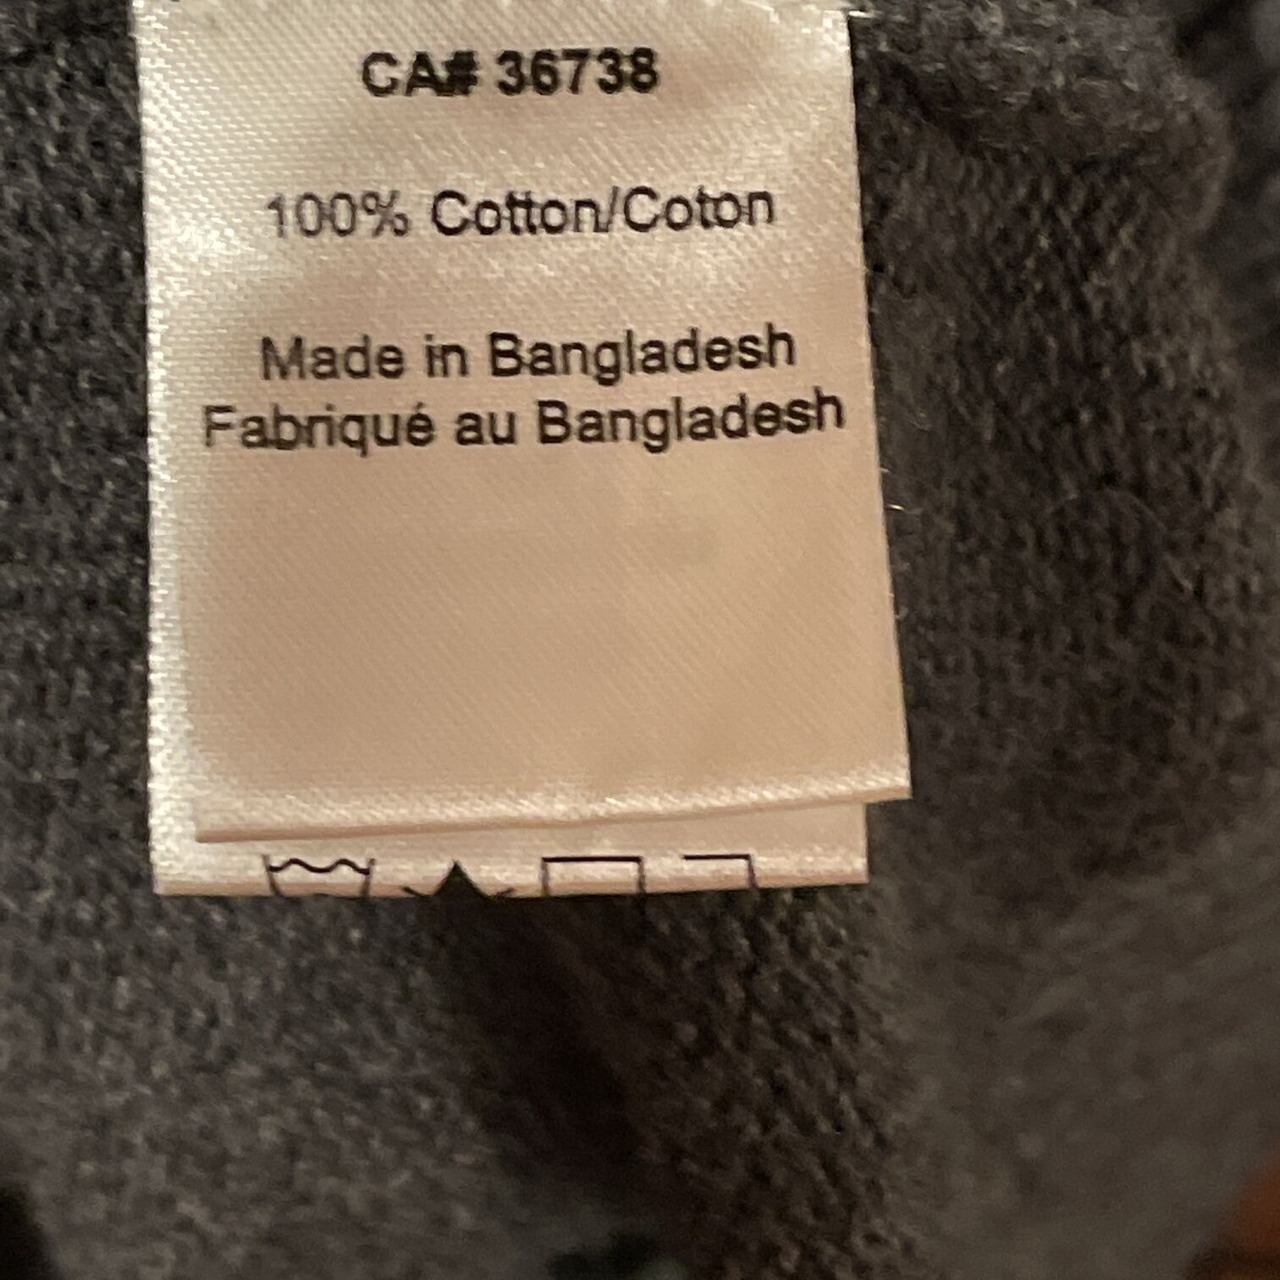 CA# 36738
100% Cotton/Coton
Made in Bangladesh
Fabriqué au Bangladesh